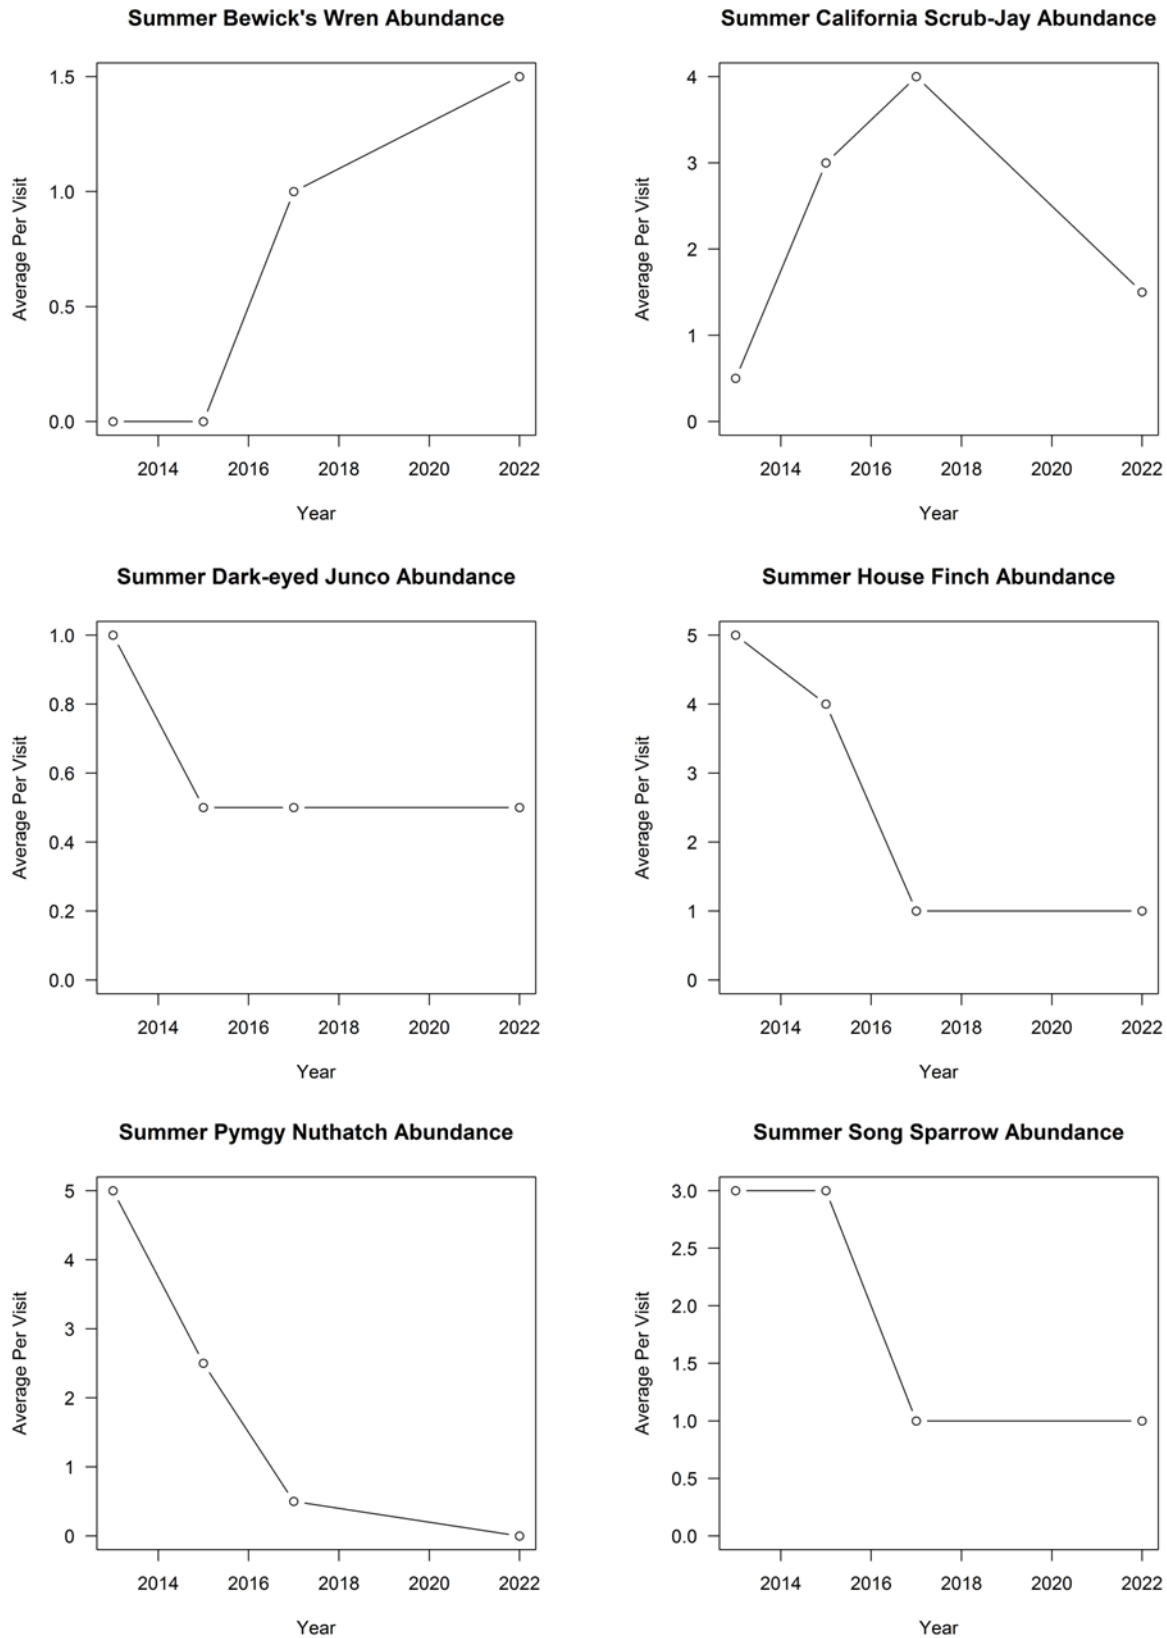 Summer Bewick's Wren Abundance
Average Per Visit
1.5
1.0
0.5
0.0
2014 2016 2018 2020 2022
Year
Summer California Scrub-Jay Abundance
Average Per Visit
4
3
2
1
0
2014 2016 2018 2020 2022
Year
Summer Dark-eyed Junco Abundance
Average Per Visit
1.0
0.8
0.6
0.4
0.2
0.0
2014 2016 2018 2020 2022
Year
Summer House Finch Abundance
Average Per Visit
5
4
3
2
1
0
2014 2016 2018 2020 2022
Year
Summer Pymgy Nuthatch Abundance
Average Per Visit
5
4
3
2
1
0
2014 2016 2018 2020 2022
Year
Summer Song Sparrow Abundance
Average Per Visit
3.0
2.5
2.0
1.5
1.0
0.5
0.0
2014 2016 2018 2020 2022
Year